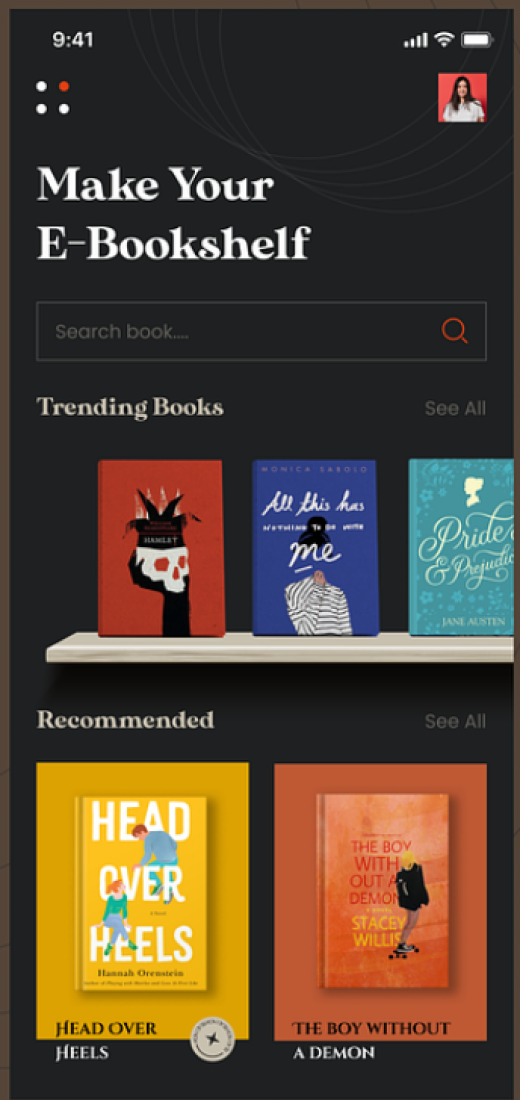 9:41
Make Your
E-Bookshelf
Search book....
Trending Books
See All
HAMLET
MONICA SABOLO
All this has
NOTHING TO DO WITH
me
Pride
& Prejudic
JANE AUSTEN
Recommended
See All
HEAD
OVER
HEELS
A Novel
Hannah Orenstein
THE BOY
WITH
OUT A
DEMON
STACEY
WILLIS
HEAD OVER
HEELS
THE BOY WITHOUT
A DEMON